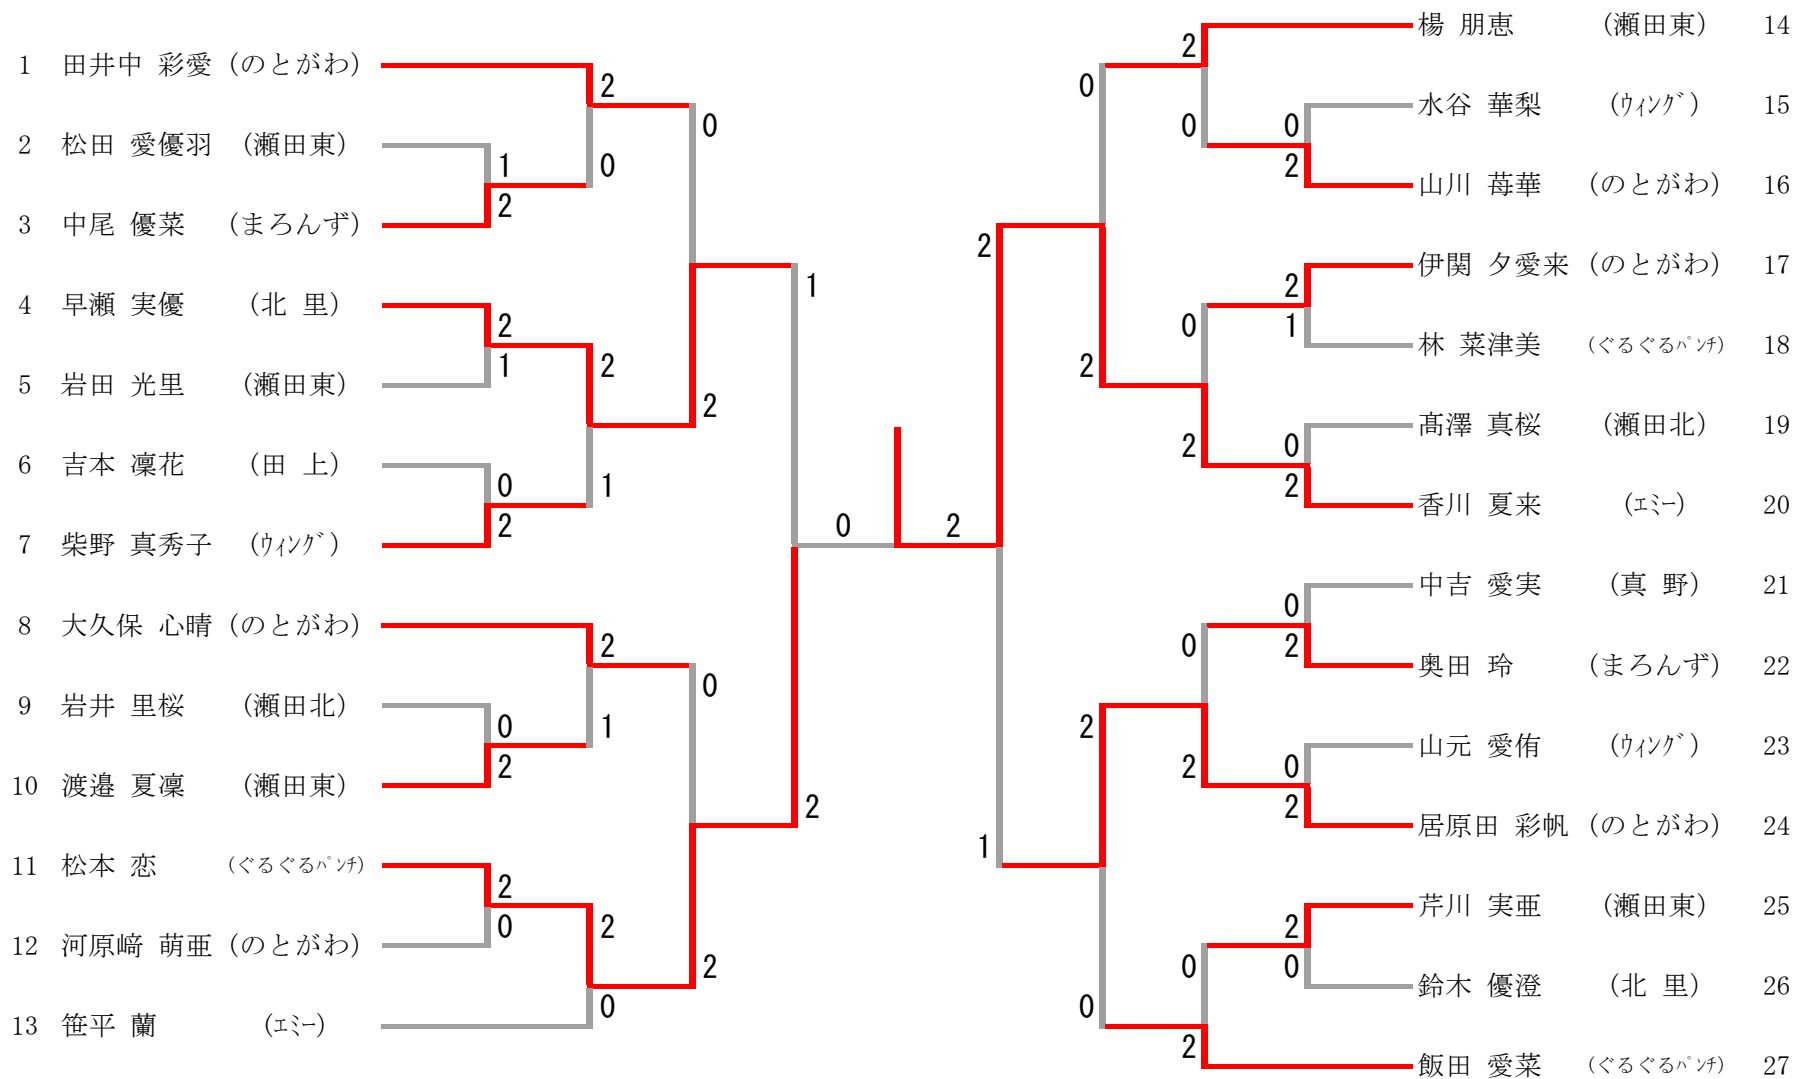 1 田井中 彩愛 (のとがわ)
2 松田 愛優羽 (瀬田東)
3 中尾 優菜 (まろんず)
4 早瀬 実優 (北 里)
5 岩田 光里 (瀬田東)
6 吉本 凜花 (田 上)
7 柴野 真秀子 (ｳｨﾝｸﾞ)
8 大久保 心晴 (のとがわ)
9 岩井 里桜 (瀬田北)
10 渡邉 夏凜 (瀬田東)
11 松本 恋 (ぐるぐるﾊﾟﾝﾁ)
12 河原﨑 萌亜 (のとがわ)
13 笹平 蘭 (ｴﾐｰ)
2
0
1
2
2
1
0
2
2
1
0
2
2
1
0
2
2
0
2
0
0
2
1
2
0
2
2
1
0
2
2
0
0
2
2
0
0
2
0
2
0
2
2
1
0
2
0
2
0
2
2
0
楊 朋恵 (瀬田東) 14
水谷 華梨 (ｳｨﾝｸﾞ) 15
山川 苺華 (のとがわ) 16
伊関 夕愛来 (のとがわ) 17
林 菜津美 (ぐるぐるﾊﾟﾝﾁ) 18
髙澤 真桜 (瀬田北) 19
香川 夏来 (ｴﾐｰ) 20
中吉 愛実 (真 野) 21
奥田 玲 (まろんず) 22
山元 愛侑 (ｳｨﾝｸﾞ) 23
居原田 彩帆 (のとがわ) 24
芹川 実亜 (瀬田東) 25
鈴木 優澄 (北 里) 26
飯田 愛菜 (ぐるぐるﾊﾟﾝﾁ) 27